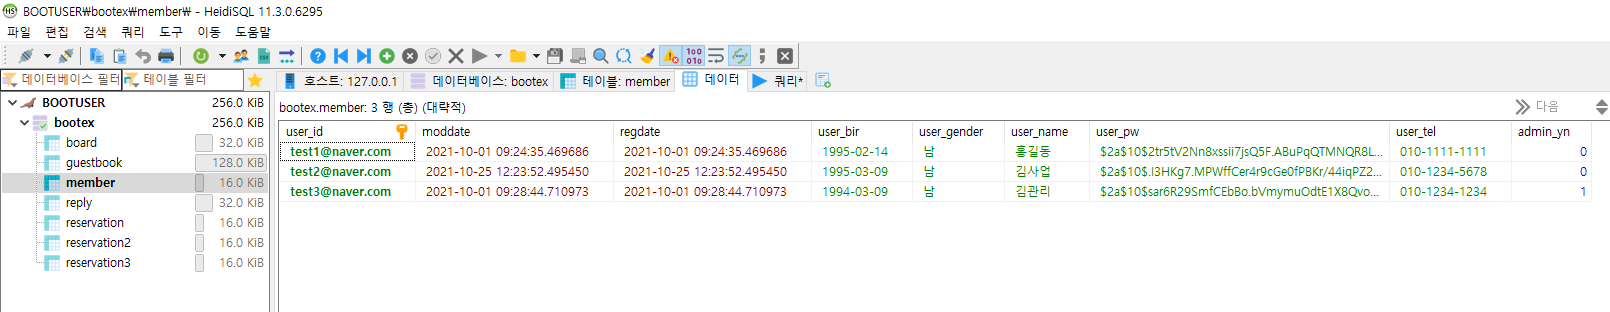 BOOTUSER₩bootex₩member₩ - HeidiSQL 11.3.0.6295
파일 편집 검색 쿼리 도구 이동 도움말
데이터베이스 필터 테이블 필터 호스트: 127.0.0.1 데이터베이스: bootex 테이블: member 데이터 쿼리*
BOOTUSER 256.0 KiB
bootex 256.0 KiB
board 32.0 KiB
guestbook 128.0 KiB
member 16.0 KiB
reply 32.0 KiB
reservation 16.0 KiB
reservation2 16.0 KiB
reservation3 16.0 KiB
bootex.member: 3 행 (총) (대략적) 다음
user_id moddate regdate user_bir user_gender user_name user_pw user_tel admin_yn
test1@naver.com 2021-10-01 09:24:35.469686 2021-10-01 09:24:35.469686 1995-02-14 남 홍길동 $2a$10$2tr5tV2Nn8xssii7jsQ5F.ABuPqQTMNQR8L... 010-1111-1111 0
test2@naver.com 2021-10-25 12:23:52.495450 2021-10-25 12:23:52.495450 1995-03-09 남 김사업 $2a$10$.I3HKg7.MPWffCer4r9cGe0fPBKr/44iqPZ2... 010-1234-5678 0
test3@naver.com 2021-10-01 09:28:44.710973 2021-10-01 09:28:44.710973 1994-03-09 남 김관리 $2a$10$sar6R29SmfCEbBo.bVmymuOdtE1X8Qvo... 010-1234-1234 1